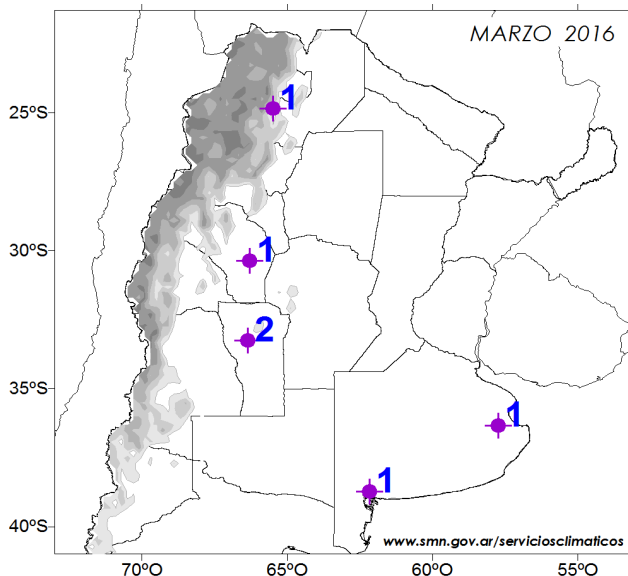 MARZO 2016
1
25ºS
1
30ºS
2
35ºS
1
1
40ºS
www.smn.gov.ar/serviciosclimaticos
70ºO
65ºO
60ºO
55ºO